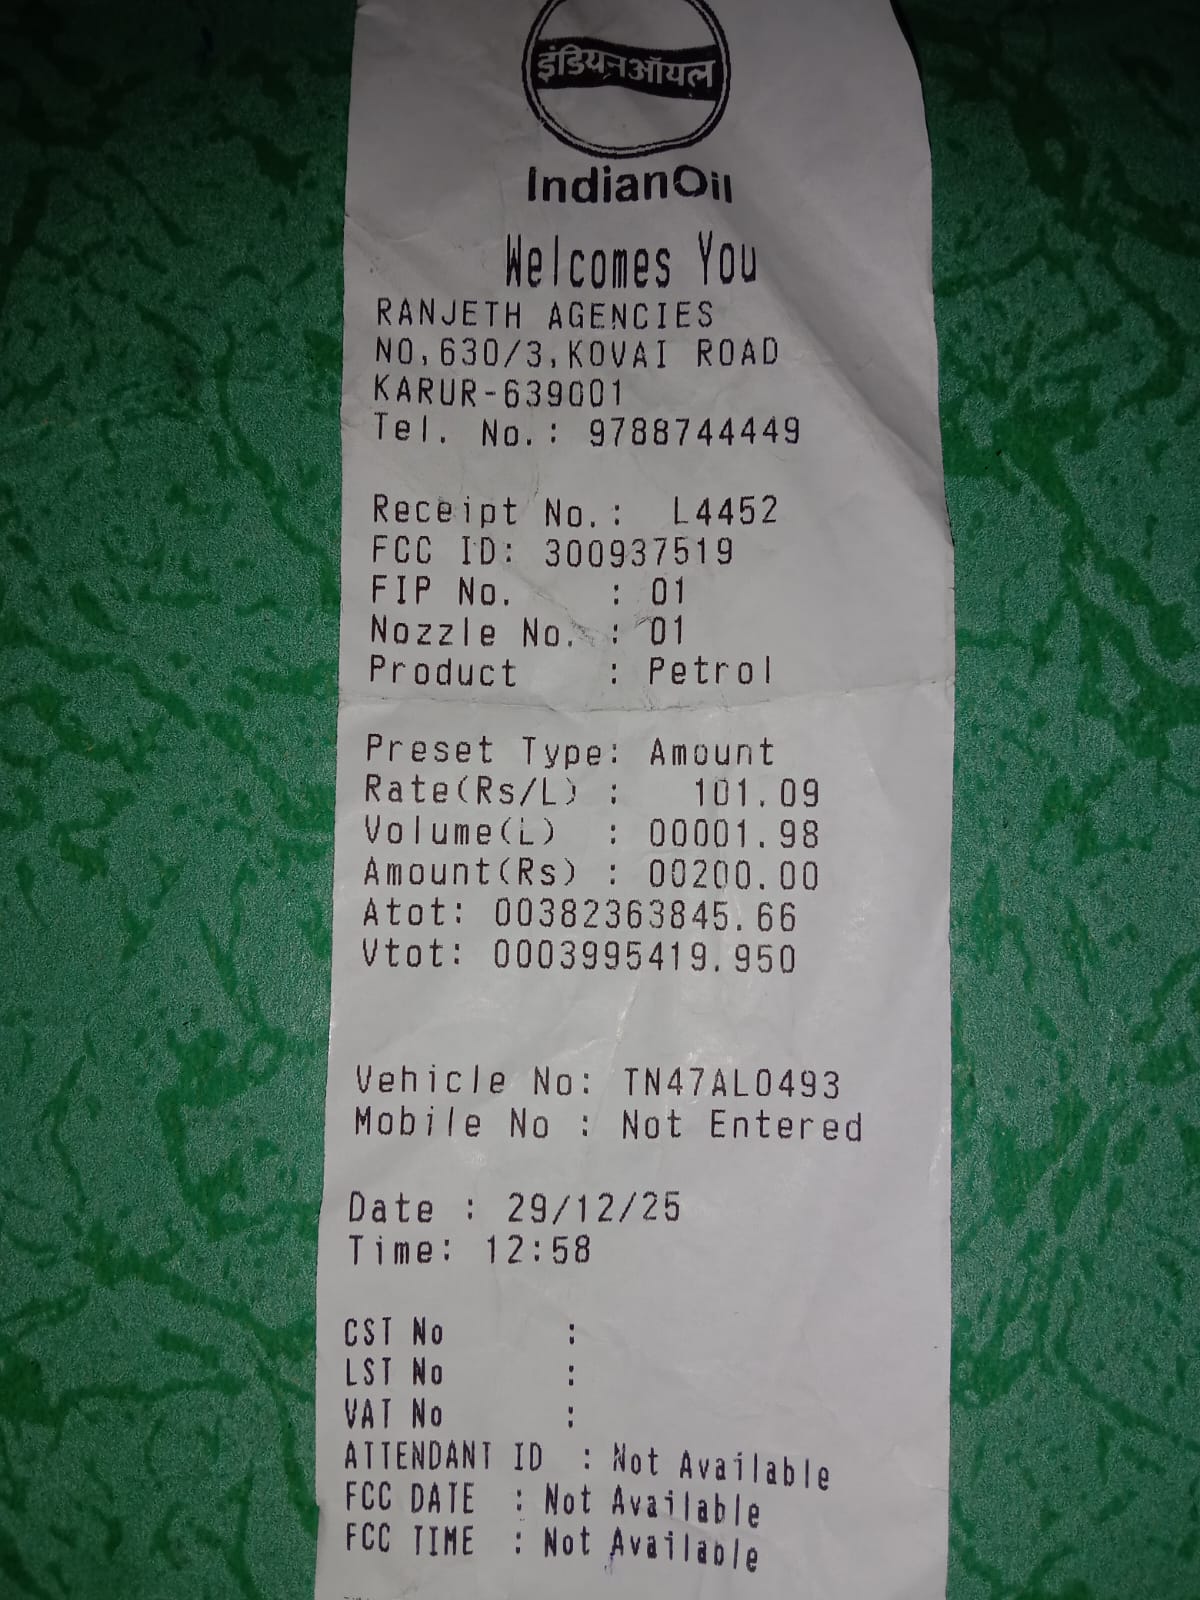 इंडियनऑयल
IndianOil
Welcomes You
RANJETH AGENCIES
NO,630/3,KOVAI ROAD
KARUR-639001
Tel. No.: 9788744449
Receipt No.: L4452
FCC ID: 300937519
FIP No. : 01
Nozzle No. : 01
Product : Petrol
Preset Type: Amount
Rate(Rs/L) : 101.09
Volume(L) : 00001.98
Amount(Rs) : 00200.00
Atot: 00382363845.66
Vtot: 0003995419.950
Vehicle No: TN47AL0493
Mobile No : Not Entered
Date : 29/12/25
Time: 12:58
CST No :
LST No :
VAT No :
ATTENDANT ID : Not Available
FCC DATE : Not Available
FCC TIME : Not Available